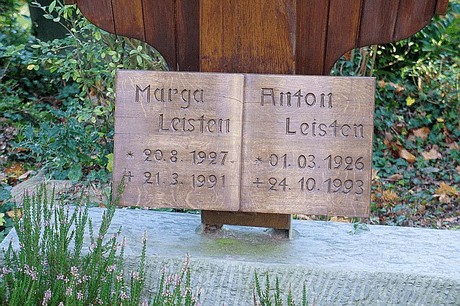 Marga
Leisten
* 20.8.1927
+ 21.3.1991
Anton
Leisten
* 01.03.1926
+ 24.10.1993